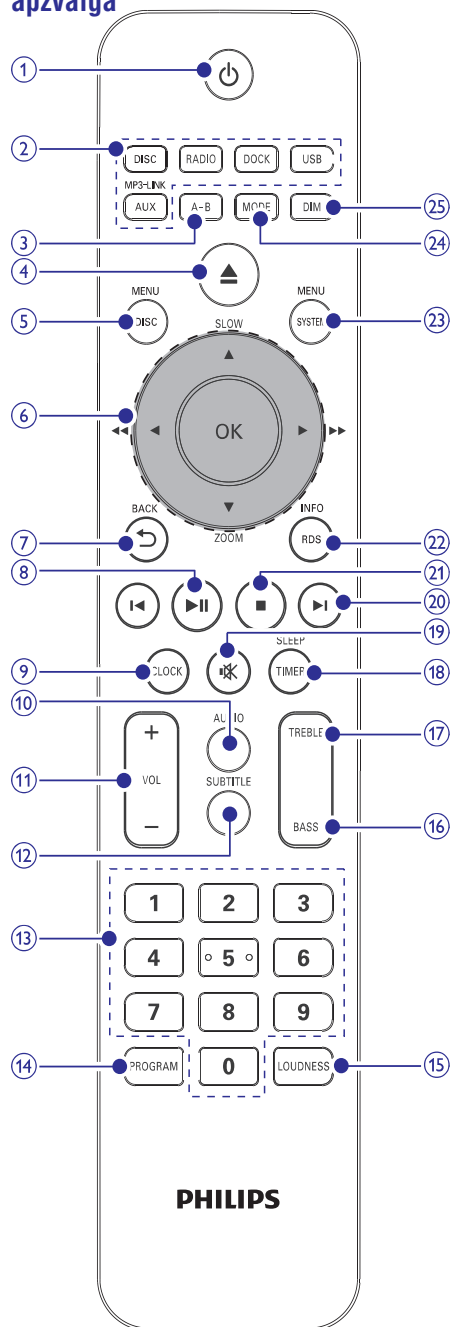 apžvalga
1
2
DISC RADIO DOCK USB
MP3-LINK
AUX A-B MODE DIM
25
3
24
4
MENU MENU
5
DISC SYSTEM
23
SLOW
6
OK
BACK INFO
7
ZOOM
RDS
22
8
21
20
19
SLEEP
9
CLOCK TIMER
18
10
AUDIO
+
TREBLE
17
11
VOL
SUBTITLE
−
BASS
16
12
1 2 3
13
4 5 6
7 8 9
14
PROGRAM 0 LOUDNESS
15
PHILIPS